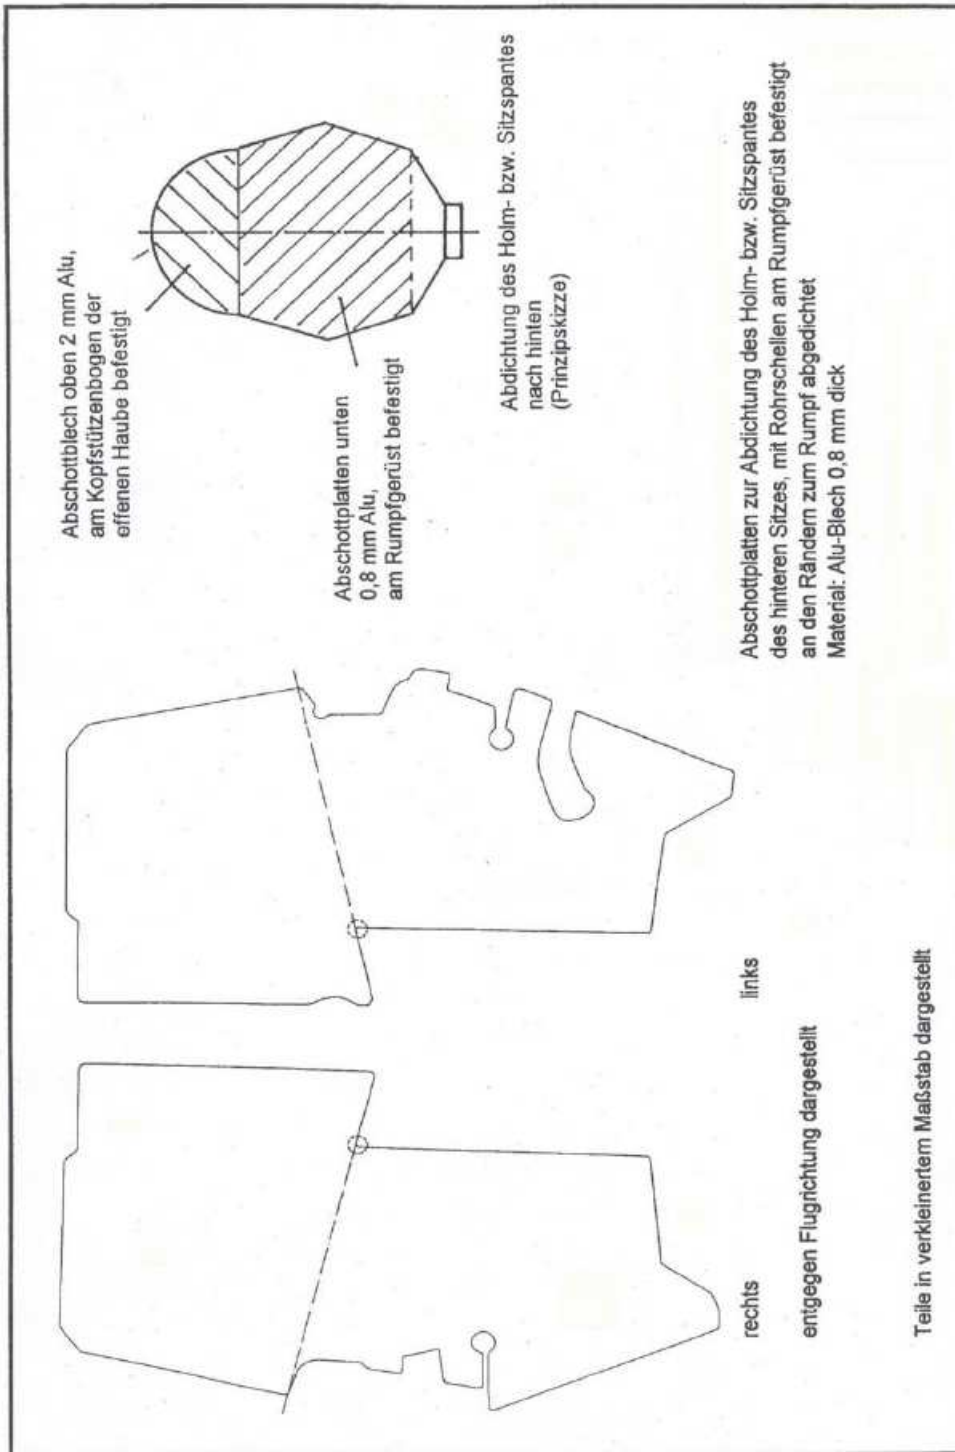 Abschottblech oben 2 mm Alu,
am Kopfstützenbogen der
offenen Haube befestigt
Abschottplatten unten
0,8 mm Alu,
am Rumpfgerüst befestigt
Abdichtung des Holm- bzw. Sitzspantes
nach hinten
(Prinzipskizze)
Abschottplatten zur Abdichtung des Holm- bzw. Sitzspantes
des hinteren Sitzes, mit Rohrschellen am Rumpfgerüst befestigt
an den Rändern zum Rumpf abgedichtet
Material: Alu-Blech 0,8 mm dick
rechts
links
entgegen Flugrichtung dargestellt
Teile in verkleinertem Maßstab dargestellt